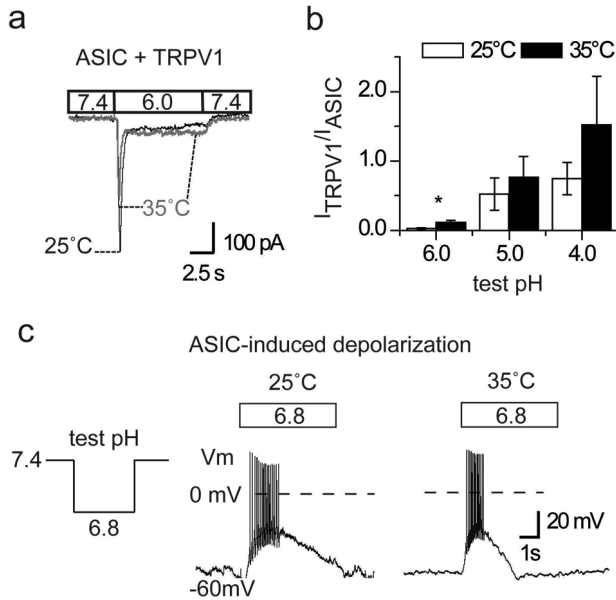 a
ASIC + TRPV1
7.4 6.0 7.4
35°C
25°C
100 pA
2.5 s
b
25°C 35°C
I TRPV1/I ASIC
2.0
1.0
0.0
*
6.0 5.0 4.0
test pH
c
ASIC-induced depolarization
25°C 35°C
6.8 6.8
test pH
7.4
6.8
Vm
0 mV
-60mV
20 mV
1s